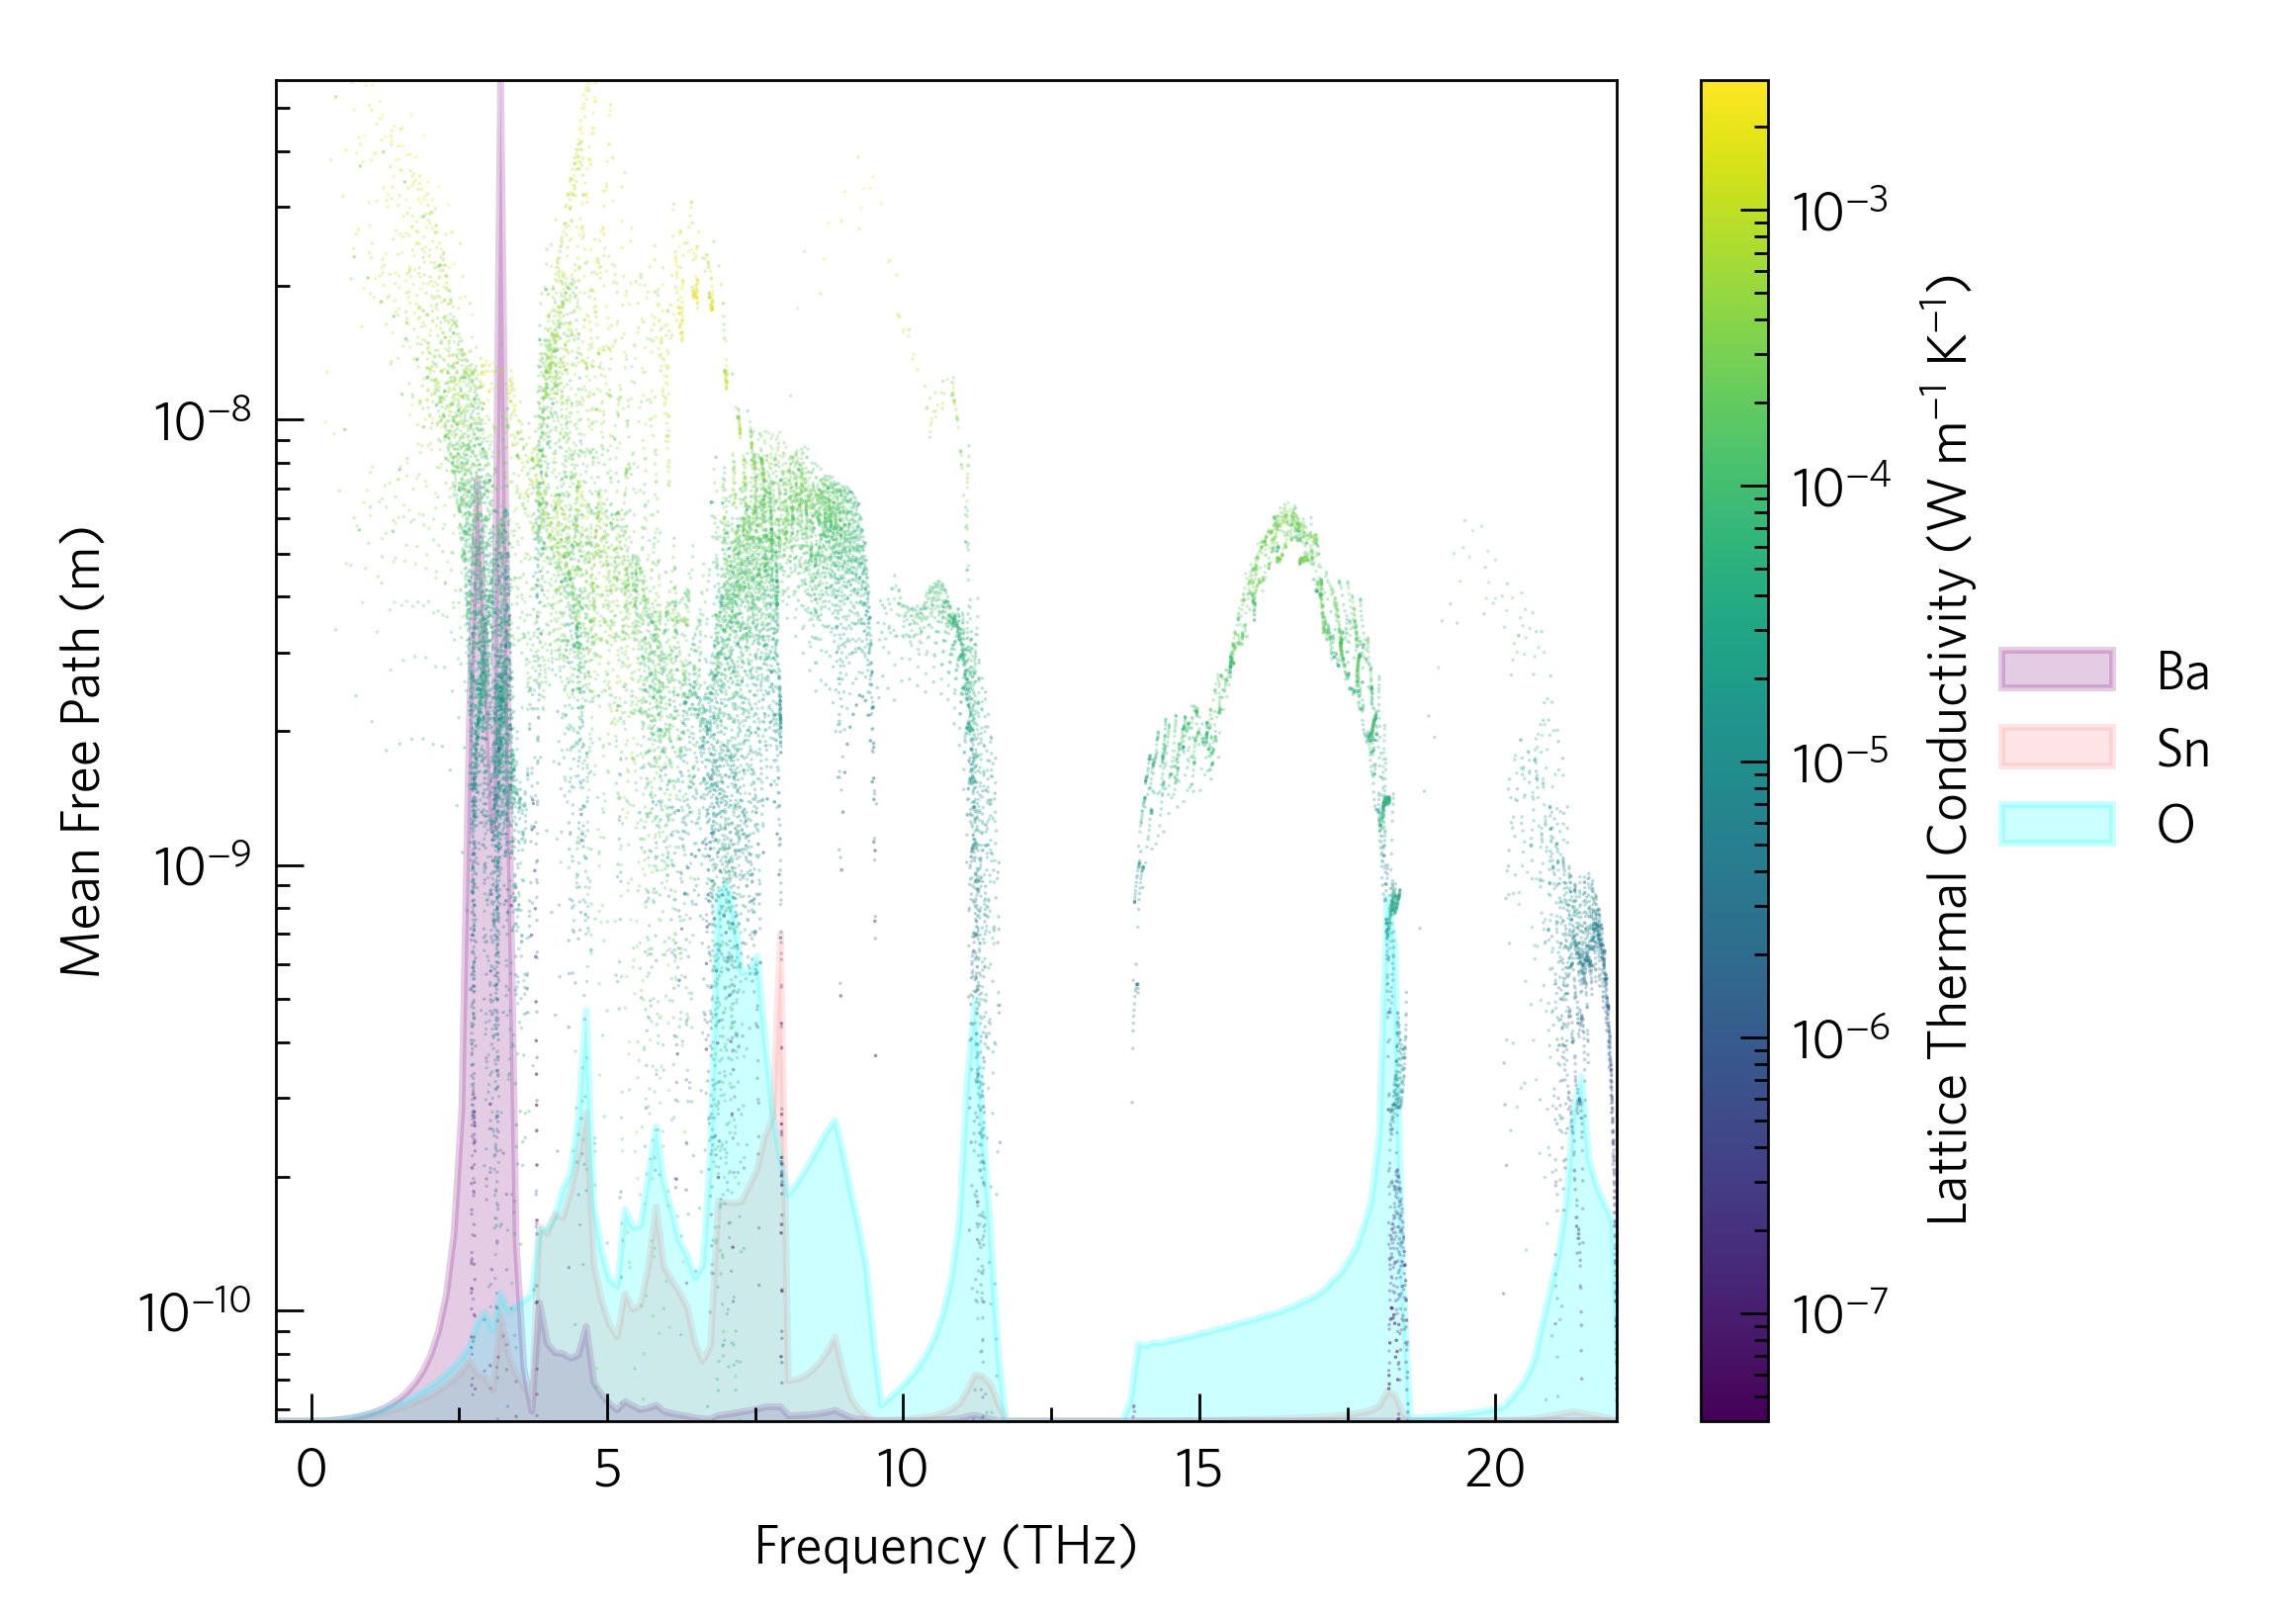 Mean Free Path (m)
10⁻⁸
10⁻⁹
10⁻¹⁰
0 5 10 15 20
Frequency (THz)
10⁻³
10⁻⁴
10⁻⁵
10⁻⁶
10⁻⁷
Lattice Thermal Conductivity (W m⁻¹ K⁻¹)
Ba
Sn
O